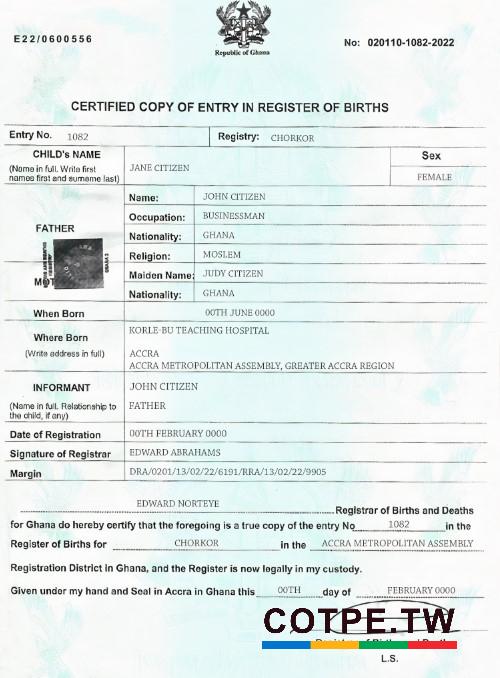 E22/0600556
Republic of Ghana
No: 020110-1082-2022
CERTIFIED COPY OF ENTRY IN REGISTER OF BIRTHS
Entry No. 1082 Registry: CHORKOR
CHILD's NAME
(Name in full. Write first names first and surname last)
JANE CITIZEN
Sex
FEMALE
FATHER
Name: JOHN CITIZEN
Occupation: BUSINESSMAN
Nationality: GHANA
Religion: MOSLEM
Maiden Name: JUDY CITIZEN
Nationality: GHANA
When Born 00TH JUNE 0000
Where Born
(Write address in full)
KORLE-BU TEACHING HOSPITAL
ACCRA
ACCRA METROPOLITAN ASSEMBLY, GREATER ACCRA REGION
INFORMANT JOHN CITIZEN
(Name in full. Relationship to the child, if any)
FATHER
Date of Registration 00TH FEBRUARY 0000
Signature of Registrar EDWARD ABRAHAMS
Margin DRA/0201/13/02/22/6191/RRA/13/02/22/9905
EDWARD NORTEYE Registrar of Births and Deaths
for Ghana do hereby certify that the foregoing is a true copy of the entry No 1082 in the
Register of Births for CHORKOR in the ACCRA METROPOLITAN ASSEMBLY
Registration District in Ghana, and the Register is now legally in my custody.
Given under my hand and Seal in Accra in Ghana this 00TH day of FEBRUARY 0000
COTPE.TW
L.S.